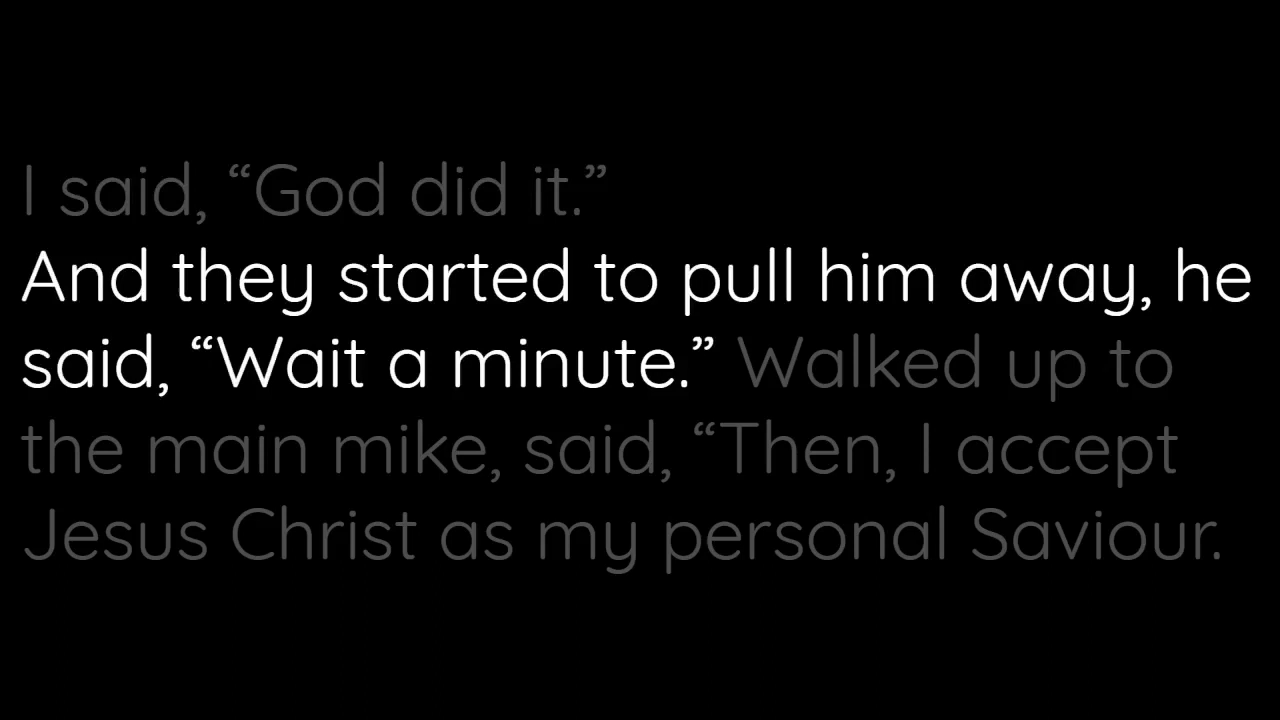 I said, “God did it.”
And they started to pull him away, he
said, “Wait a minute.” Walked up to
the main mike, said, “Then, I accept
Jesus Christ as my personal Saviour.